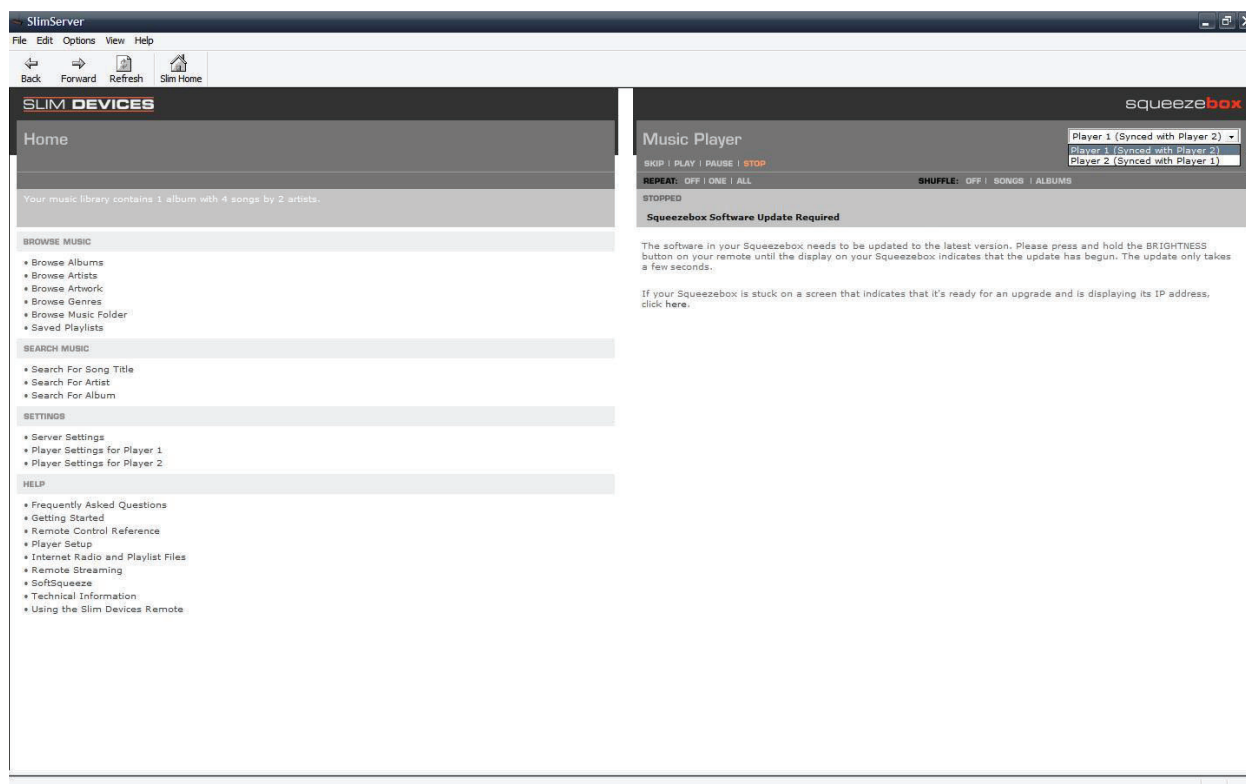 SlimServer
File Edit Options View Help
Back Forward Refresh Slim Home
SLIM DEVICES
Home
Your music library contains 1 album with 4 songs by 2 artists.
BROWSE MUSIC
• Browse Albums
• Browse Artists
• Browse Artwork
• Browse Genres
• Browse Music Folder
• Saved Playlists
SEARCH MUSIC
• Search For Song Title
• Search For Artist
• Search For Album
SETTINGS
• Server Settings
• Player Settings for Player 1
• Player Settings for Player 2
HELP
• Frequently Asked Questions
• Getting Started
• Remote Control Reference
• Player Setup
• Internet Radio and Playlist Files
• Remote Streaming
• SoftSqueeze
• Technical Information
• Using the Slim Devices Remote
squeezebox
Music Player
Player 1 (Synced with Player 2)
Player 1 (Synced with Player 2)
Player 2 (Synced with Player 1)
SKIP | PLAY | PAUSE | STOP
REPEAT: OFF | ONE | ALL
SHUFFLE: OFF | SONGS | ALBUMS
STOPPED
Squeezebox Software Update Required
The software in your Squeezebox needs to be updated to the latest version. Please press and hold the BRIGHTNESS
button on your remote until the display on your Squeezebox indicates that the update has begun. The update only takes
a few seconds.
If your Squeezebox is stuck on a screen that indicates that it's ready for an upgrade and is displaying its IP address,
click here.